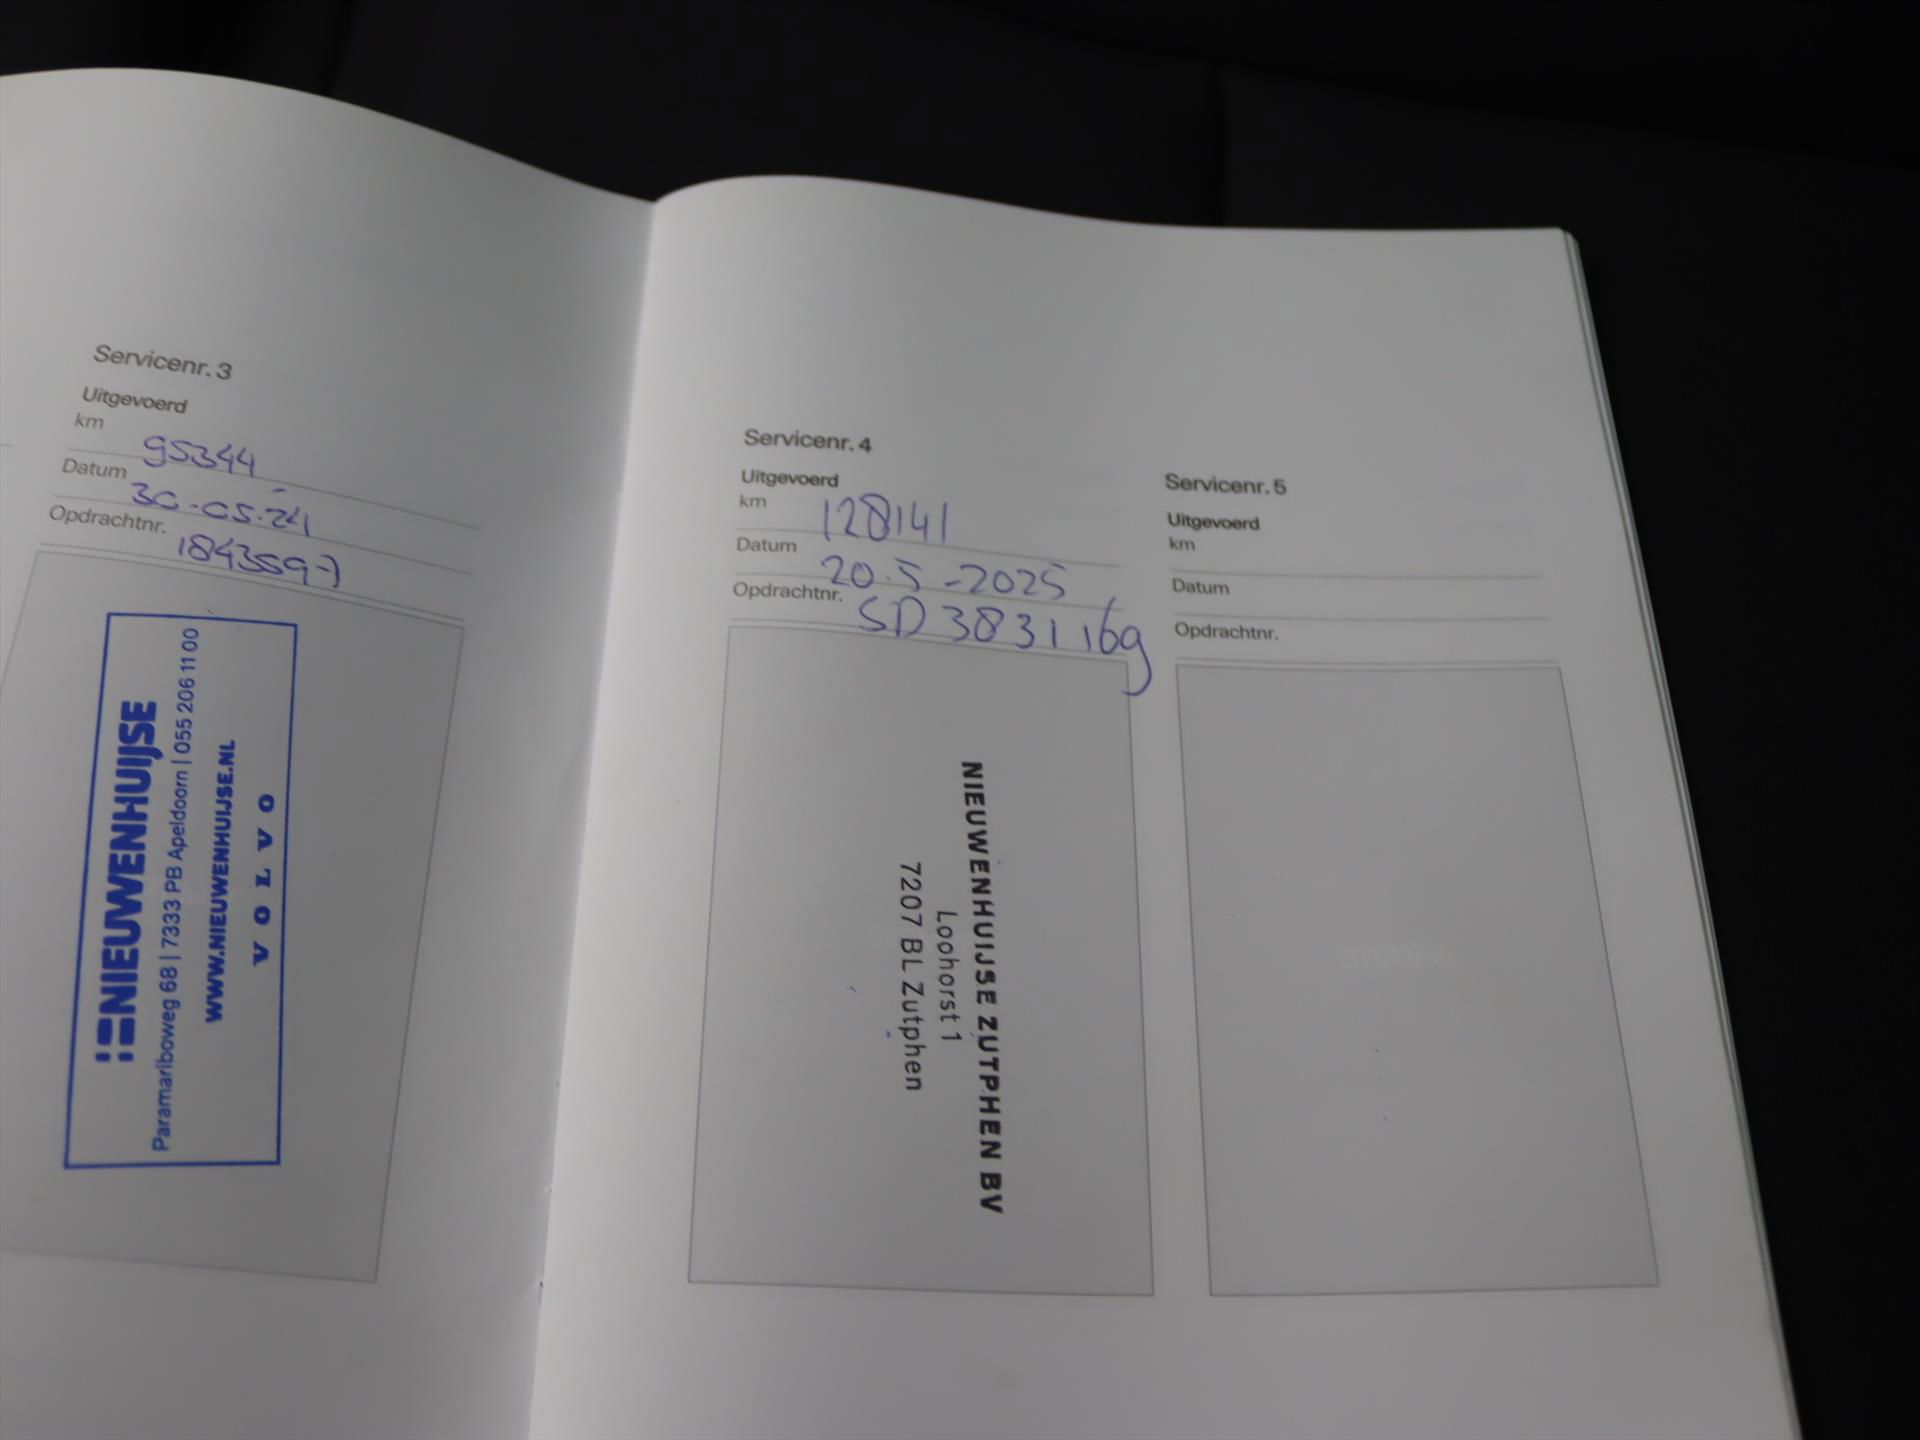 Servicenr. 3
Uitgevoerd
km 95344
Datum 30-05-24
Opdrachtnr. 1843597
NIEUWENHUIJSE
Paramariboweg 68 | 7333 PB Apeldoorn | 055 206 11 00
WWW.NIEUWENHUIJSE.NL
VOLVO
Servicenr. 4
Uitgevoerd
km 128141
Datum 20.5-2025
Opdrachtnr. SD3831169
NIEUWENHUIJSE ZUTPHEN BV
Loohorst 1
7207 BL Zutphen
Servicenr. 5
Uitgevoerd
km
Datum
Opdrachtnr.
STEMPEL